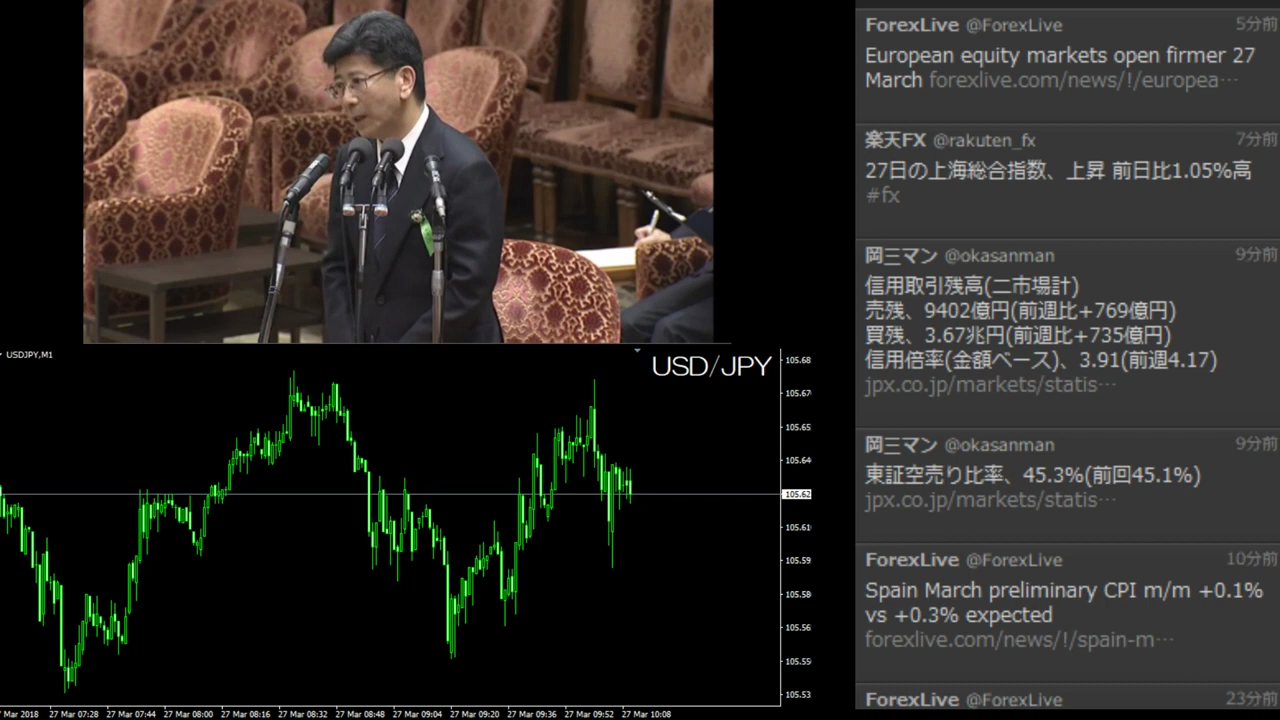 USDJPY,M1
USD/JPY
105.68
105.67
105.65
105.64
105.62
105.61
105.59
105.58
105.56
105.55
105.53
Mar 2018
27 Mar 07:28
27 Mar 07:44
27 Mar 08:00
27 Mar 08:16
27 Mar 08:32
27 Mar 08:48
27 Mar 09:04
27 Mar 09:20
27 Mar 09:36
27 Mar 09:52
27 Mar 10:08
ForexLive @ForexLive 5分前
European equity markets open firmer 27
March forexlive.com/news/!/europea…
楽天FX @rakuten_fx 7分前
27日の上海総合指数、上昇 前日比1.05%高
#fx
岡三マン @okasanman 9分前
信用取引残高(二市場計)
売残、9402億円(前週比+769億円)
買残、3.67兆円(前週比+735億円)
信用倍率(金額ベース)、3.91(前週4.17)
jpx.co.jp/markets/statis…
岡三マン @okasanman 9分前
東証空売り比率、45.3%(前回45.1%)
jpx.co.jp/markets/statis…
ForexLive @ForexLive 10分前
Spain March preliminary CPI m/m +0.1%
vs +0.3% expected
forexlive.com/news/!/spain-m…
ForexLive @ForexLive 23分前